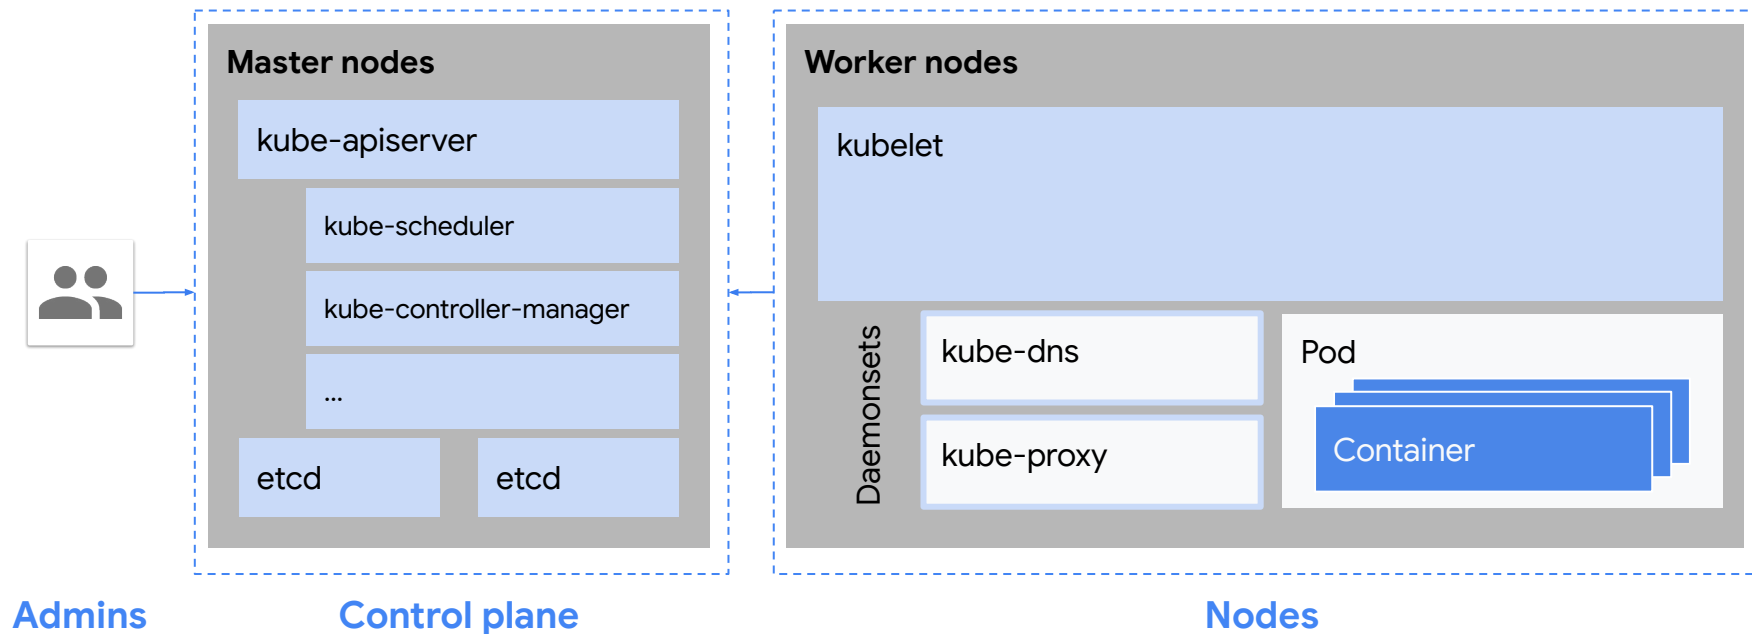 Master nodes
kube-apiserver
kube-scheduler
kube-controller-manager
...
etcd
etcd
Worker nodes
kubelet
Daemonsets
kube-dns
kube-proxy
Pod
Container
Admins
Control plane
Nodes